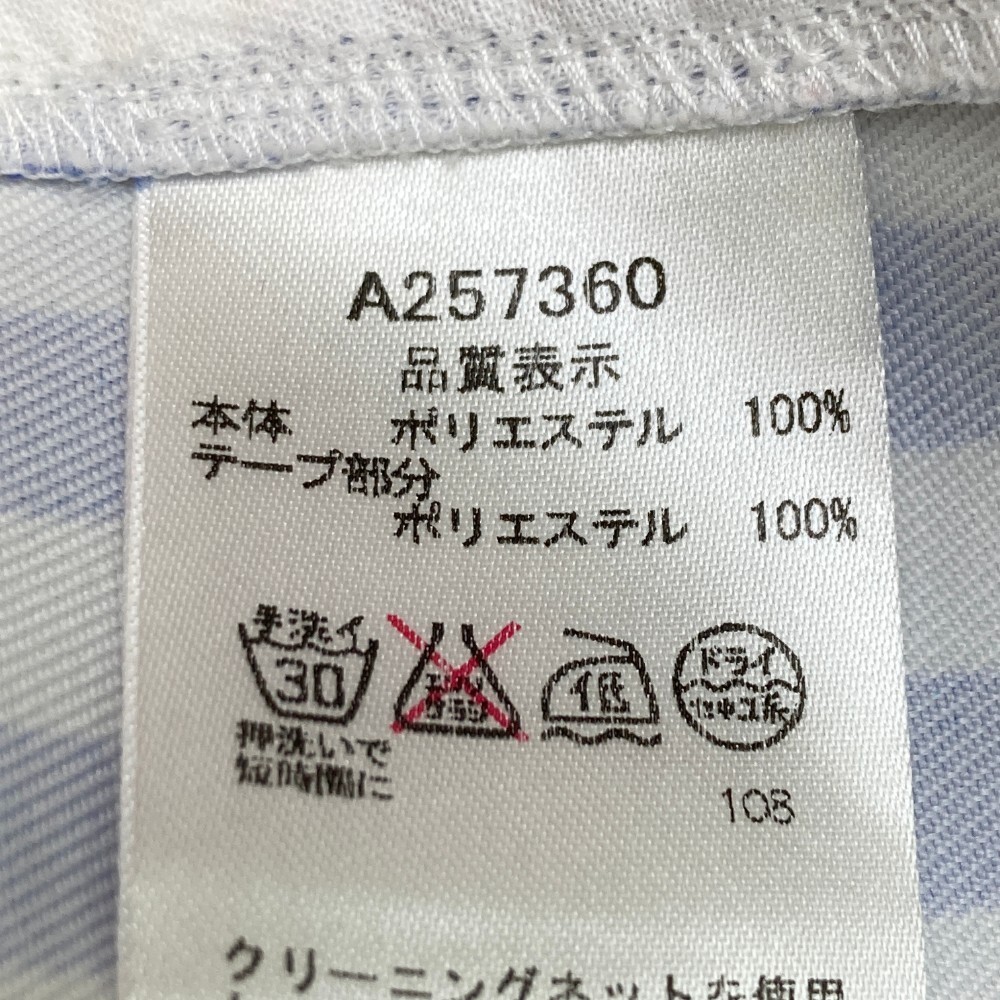 A257360
品質表示
本体 ポリエステル 100%
テープ部分
ポリエステル 100%
手洗イ
30
エンソ
サラシ
低
ドライ
セキユ系
押洗いで
短時間に
108
クリーニングネットを使用